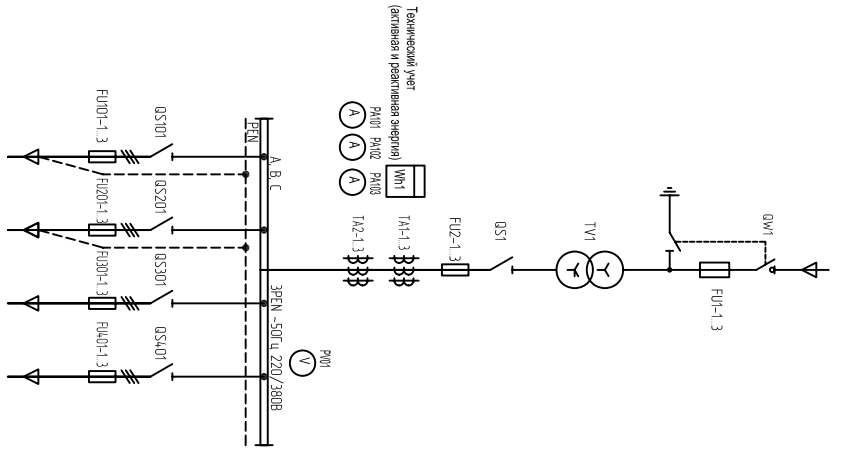 QW1
FU1-1..3
TV1
QS1
FU2-1..3
TA1-1..3
TA2-1..3
Технический учет
(активная и реактивная энергия)
Wh1
PA101
PA102
PA103
A
A
A
PV01
V
A, B, C
3PEN ~50Гц 220/380В
PEN
QS101
QS201
QS301
QS401
FU101-1..3
FU201-1..3
FU301-1..3
FU401-1..3